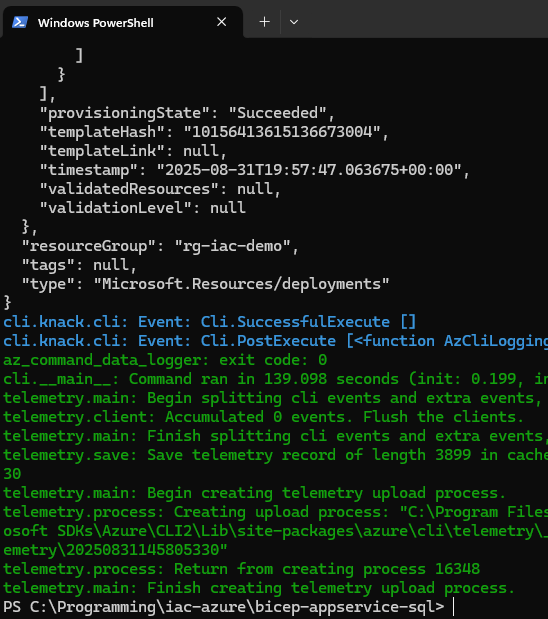 Windows PowerShell
]
}
],
"provisioningState": "Succeeded",
"templateHash": "10156413615136673004",
"templateLink": null,
"timestamp": "2025-08-31T19:57:47.063675+00:00",
"validatedResources": null,
"validationLevel": null
},
"resourceGroup": "rg-iac-demo",
"tags": null,
"type": "Microsoft.Resources/deployments"
}
cli.knack.cli: Event: Cli.SuccessfulExecute []
cli.knack.cli: Event: Cli.PostExecute [<function AzCliLogging
az_command_data_logger: exit code: 0
cli.__main__: Command ran in 139.098 seconds (init: 0.199, in
telemetry.main: Begin splitting cli events and extra events,
telemetry.client: Accumulated 0 events. Flush the clients.
telemetry.main: Finish splitting cli events and extra events,
telemetry.save: Save telemetry record of length 3899 in cache
30
telemetry.main: Begin creating telemetry upload process.
telemetry.process: Creating upload process: "C:\Program Files
osoft SDKs\Azure\CLI2\Lib\site-packages\azure\cli\telemetry\_
emetry\20250831145805330"
telemetry.process: Return from creating process 16348
telemetry.main: Finish creating telemetry upload process.
PS C:\Programming\iac-azure\bicep-appservice-sql>